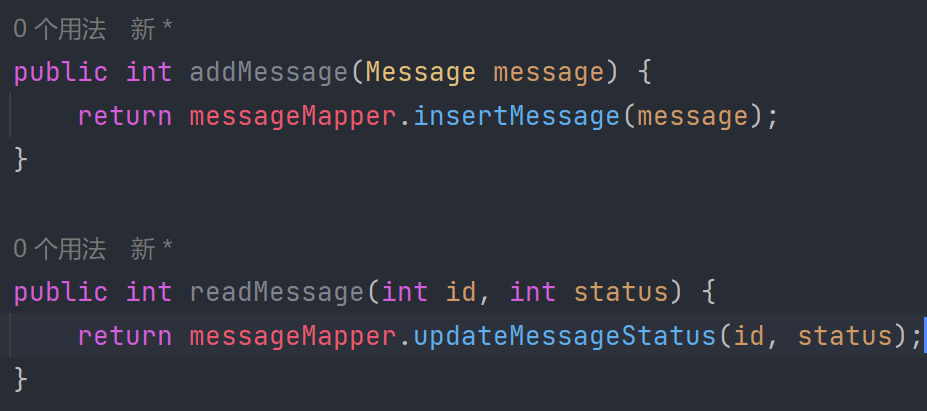 0 个用法 新 *
public int addMessage(Message message) {
    return messageMapper.insertMessage(message);
}
0 个用法 新 *
public int readMessage(int id, int status) {
    return messageMapper.updateMessageStatus(id, status);
}